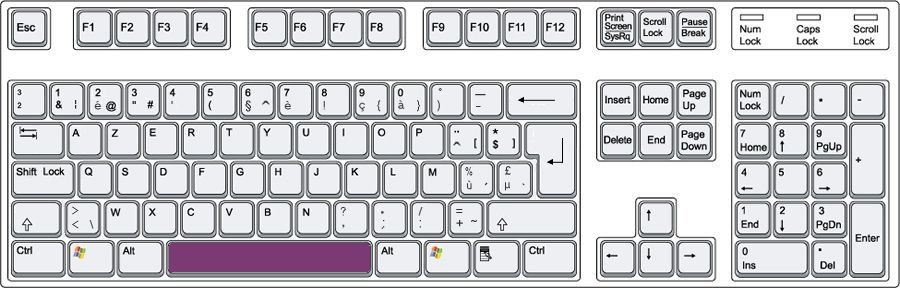 Esc F1 F2 F3 F4 F5 F6 F7 F8 F9 F10 F11 F12 Print Screen SysRq Scroll Lock Pause Break Num Lock Caps Lock Scroll Lock
3 1 2 3 4 5 6 7 8 9 0 ° — ←
2 & ¦ é @ " # ' ( § ^ è ! ç { à } ) -
Insert Home Page Up Num Lock / * -
A Z E R T Y U I O P ¨ ^ [ * $ ]
Delete End Page Down 7 Home 8 ↑ 9 PgUp +
Shift Lock Q S D F G H J K L M % ù ´ £ µ `
4 ← 5 6 →
⇧ > < \ W X C V B N ? , . ; / : + = ~ ⇧
↑ 1 End 2 ↓ 3 PgDn Enter
Ctrl Alt Alt Ctrl ← ↓ → 0 Ins . Del